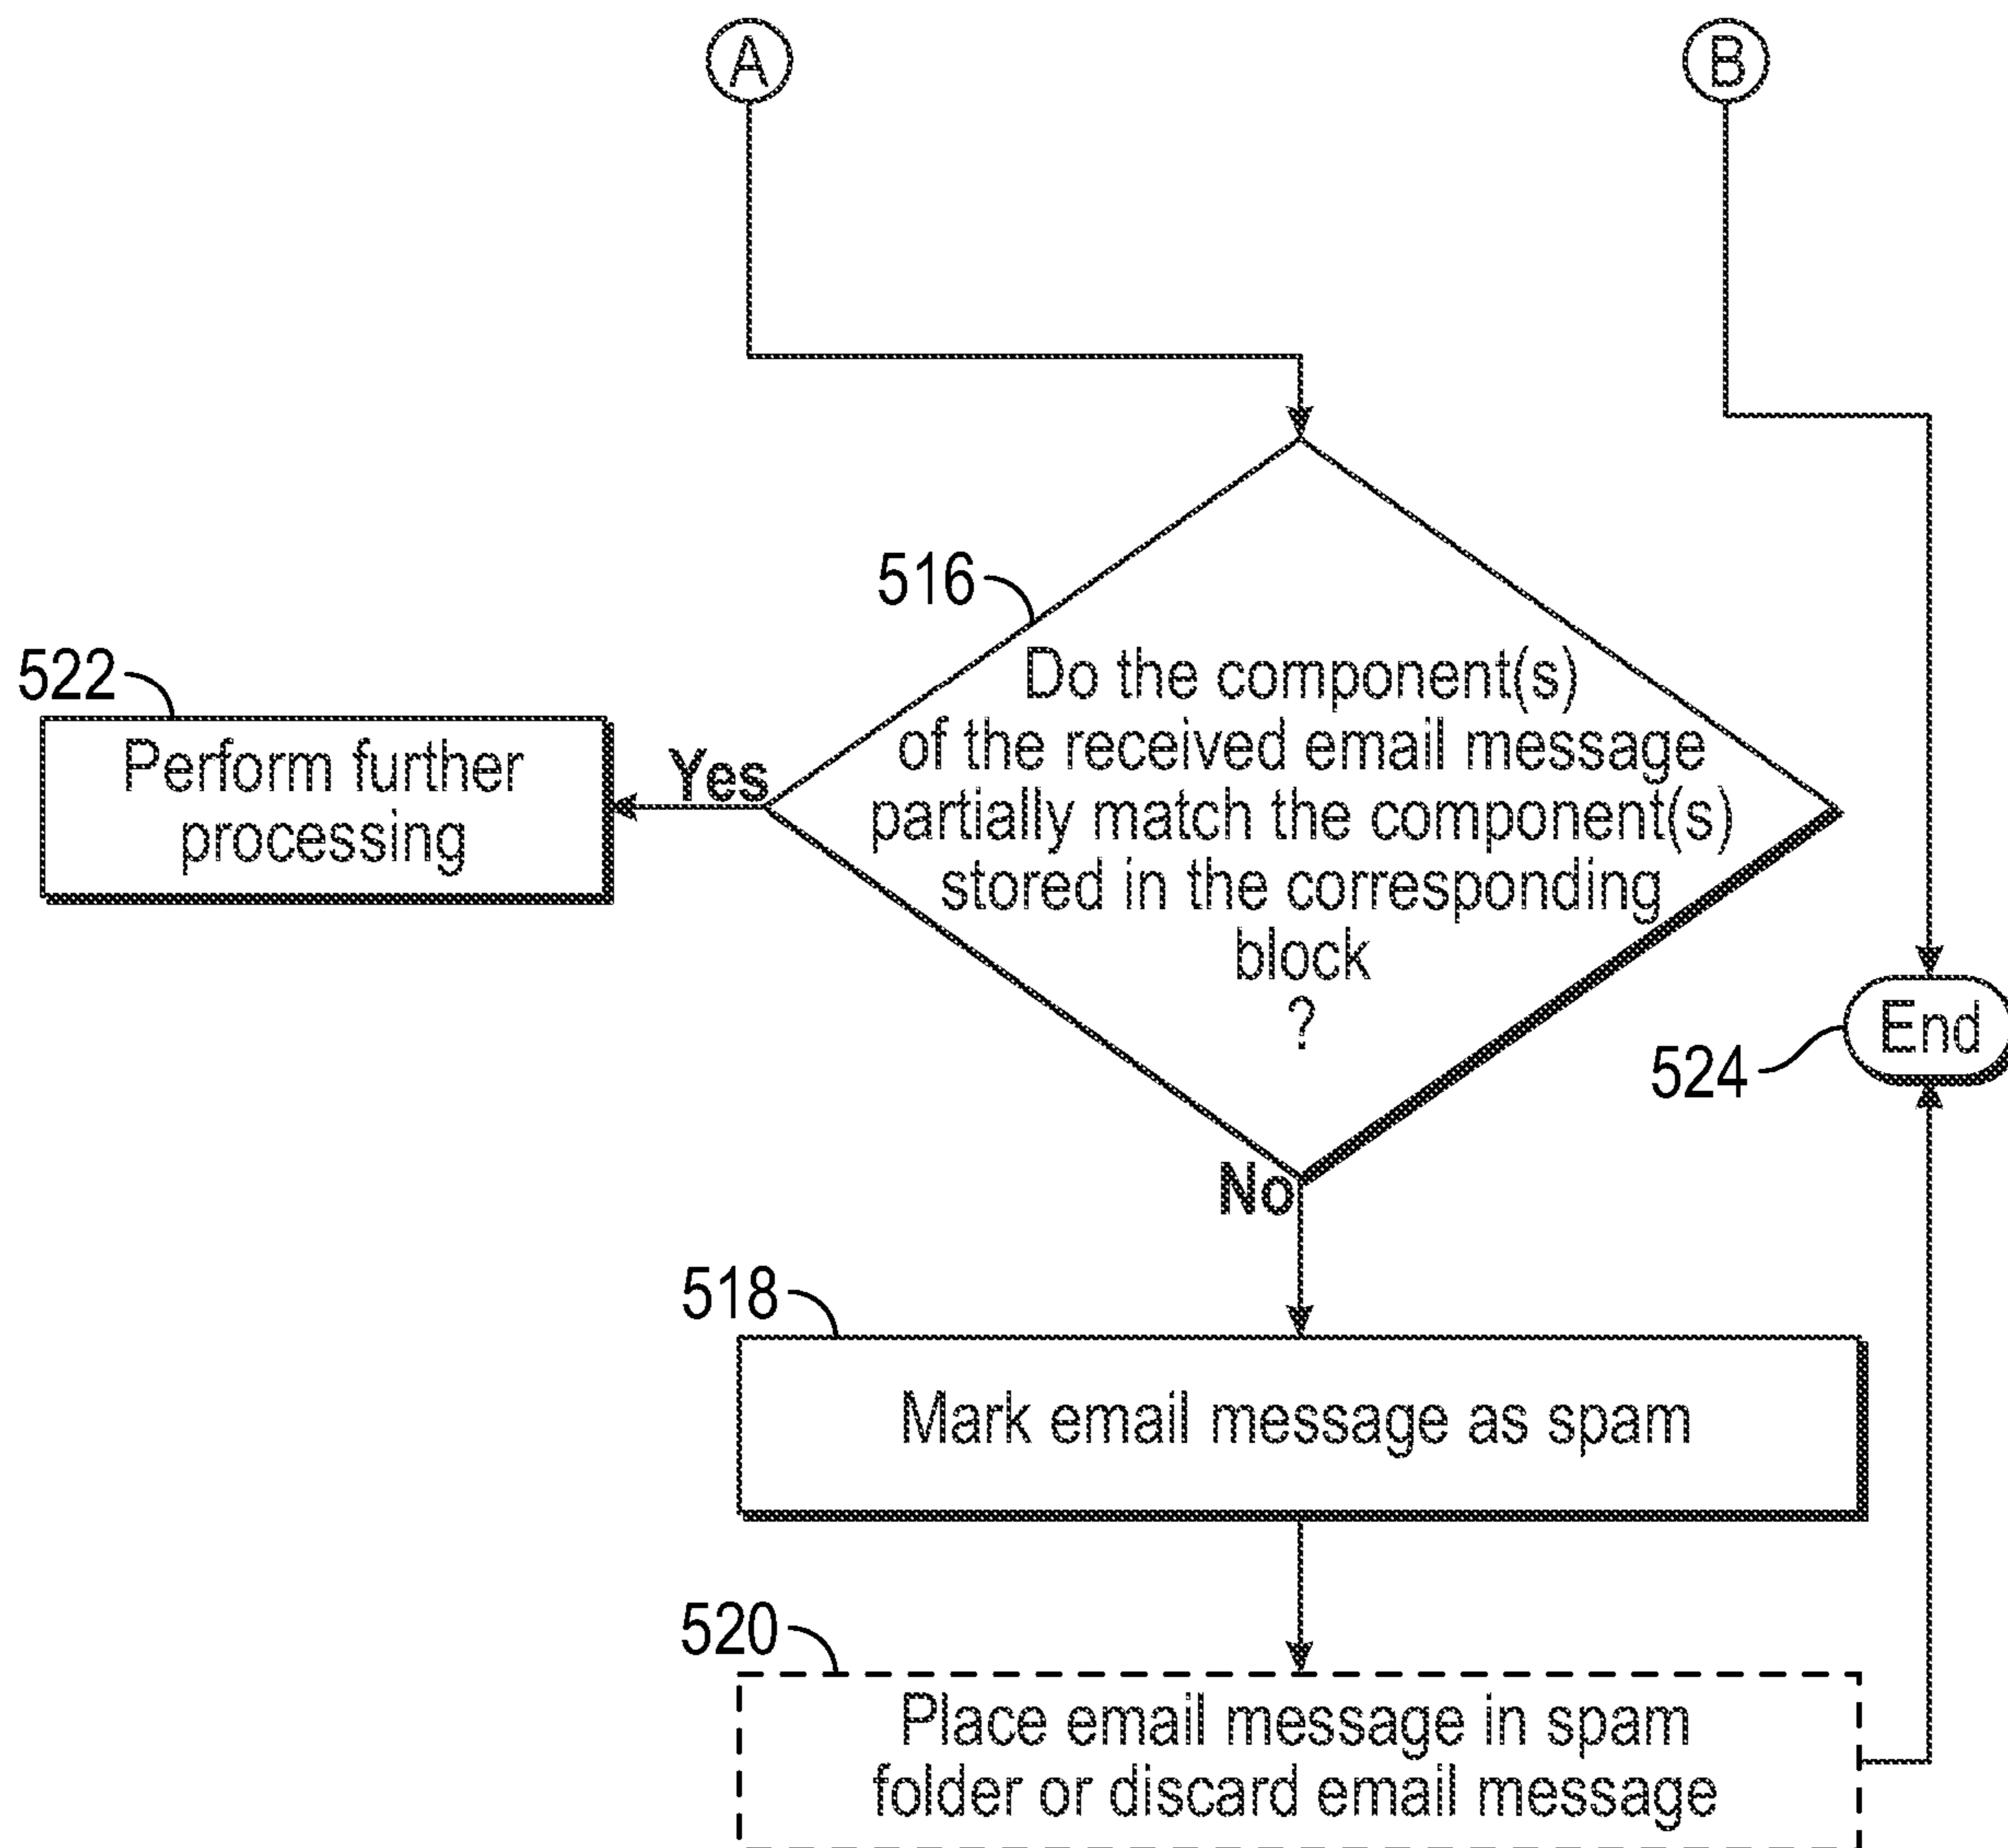 A
B
516
Do the component(s)
of the received email message
partially match the component(s)
stored in the corresponding
block
?
522
Perform further
processing
Yes
524
End
No
518
Mark email message as spam
520
Place email message in spam
folder or discard email message